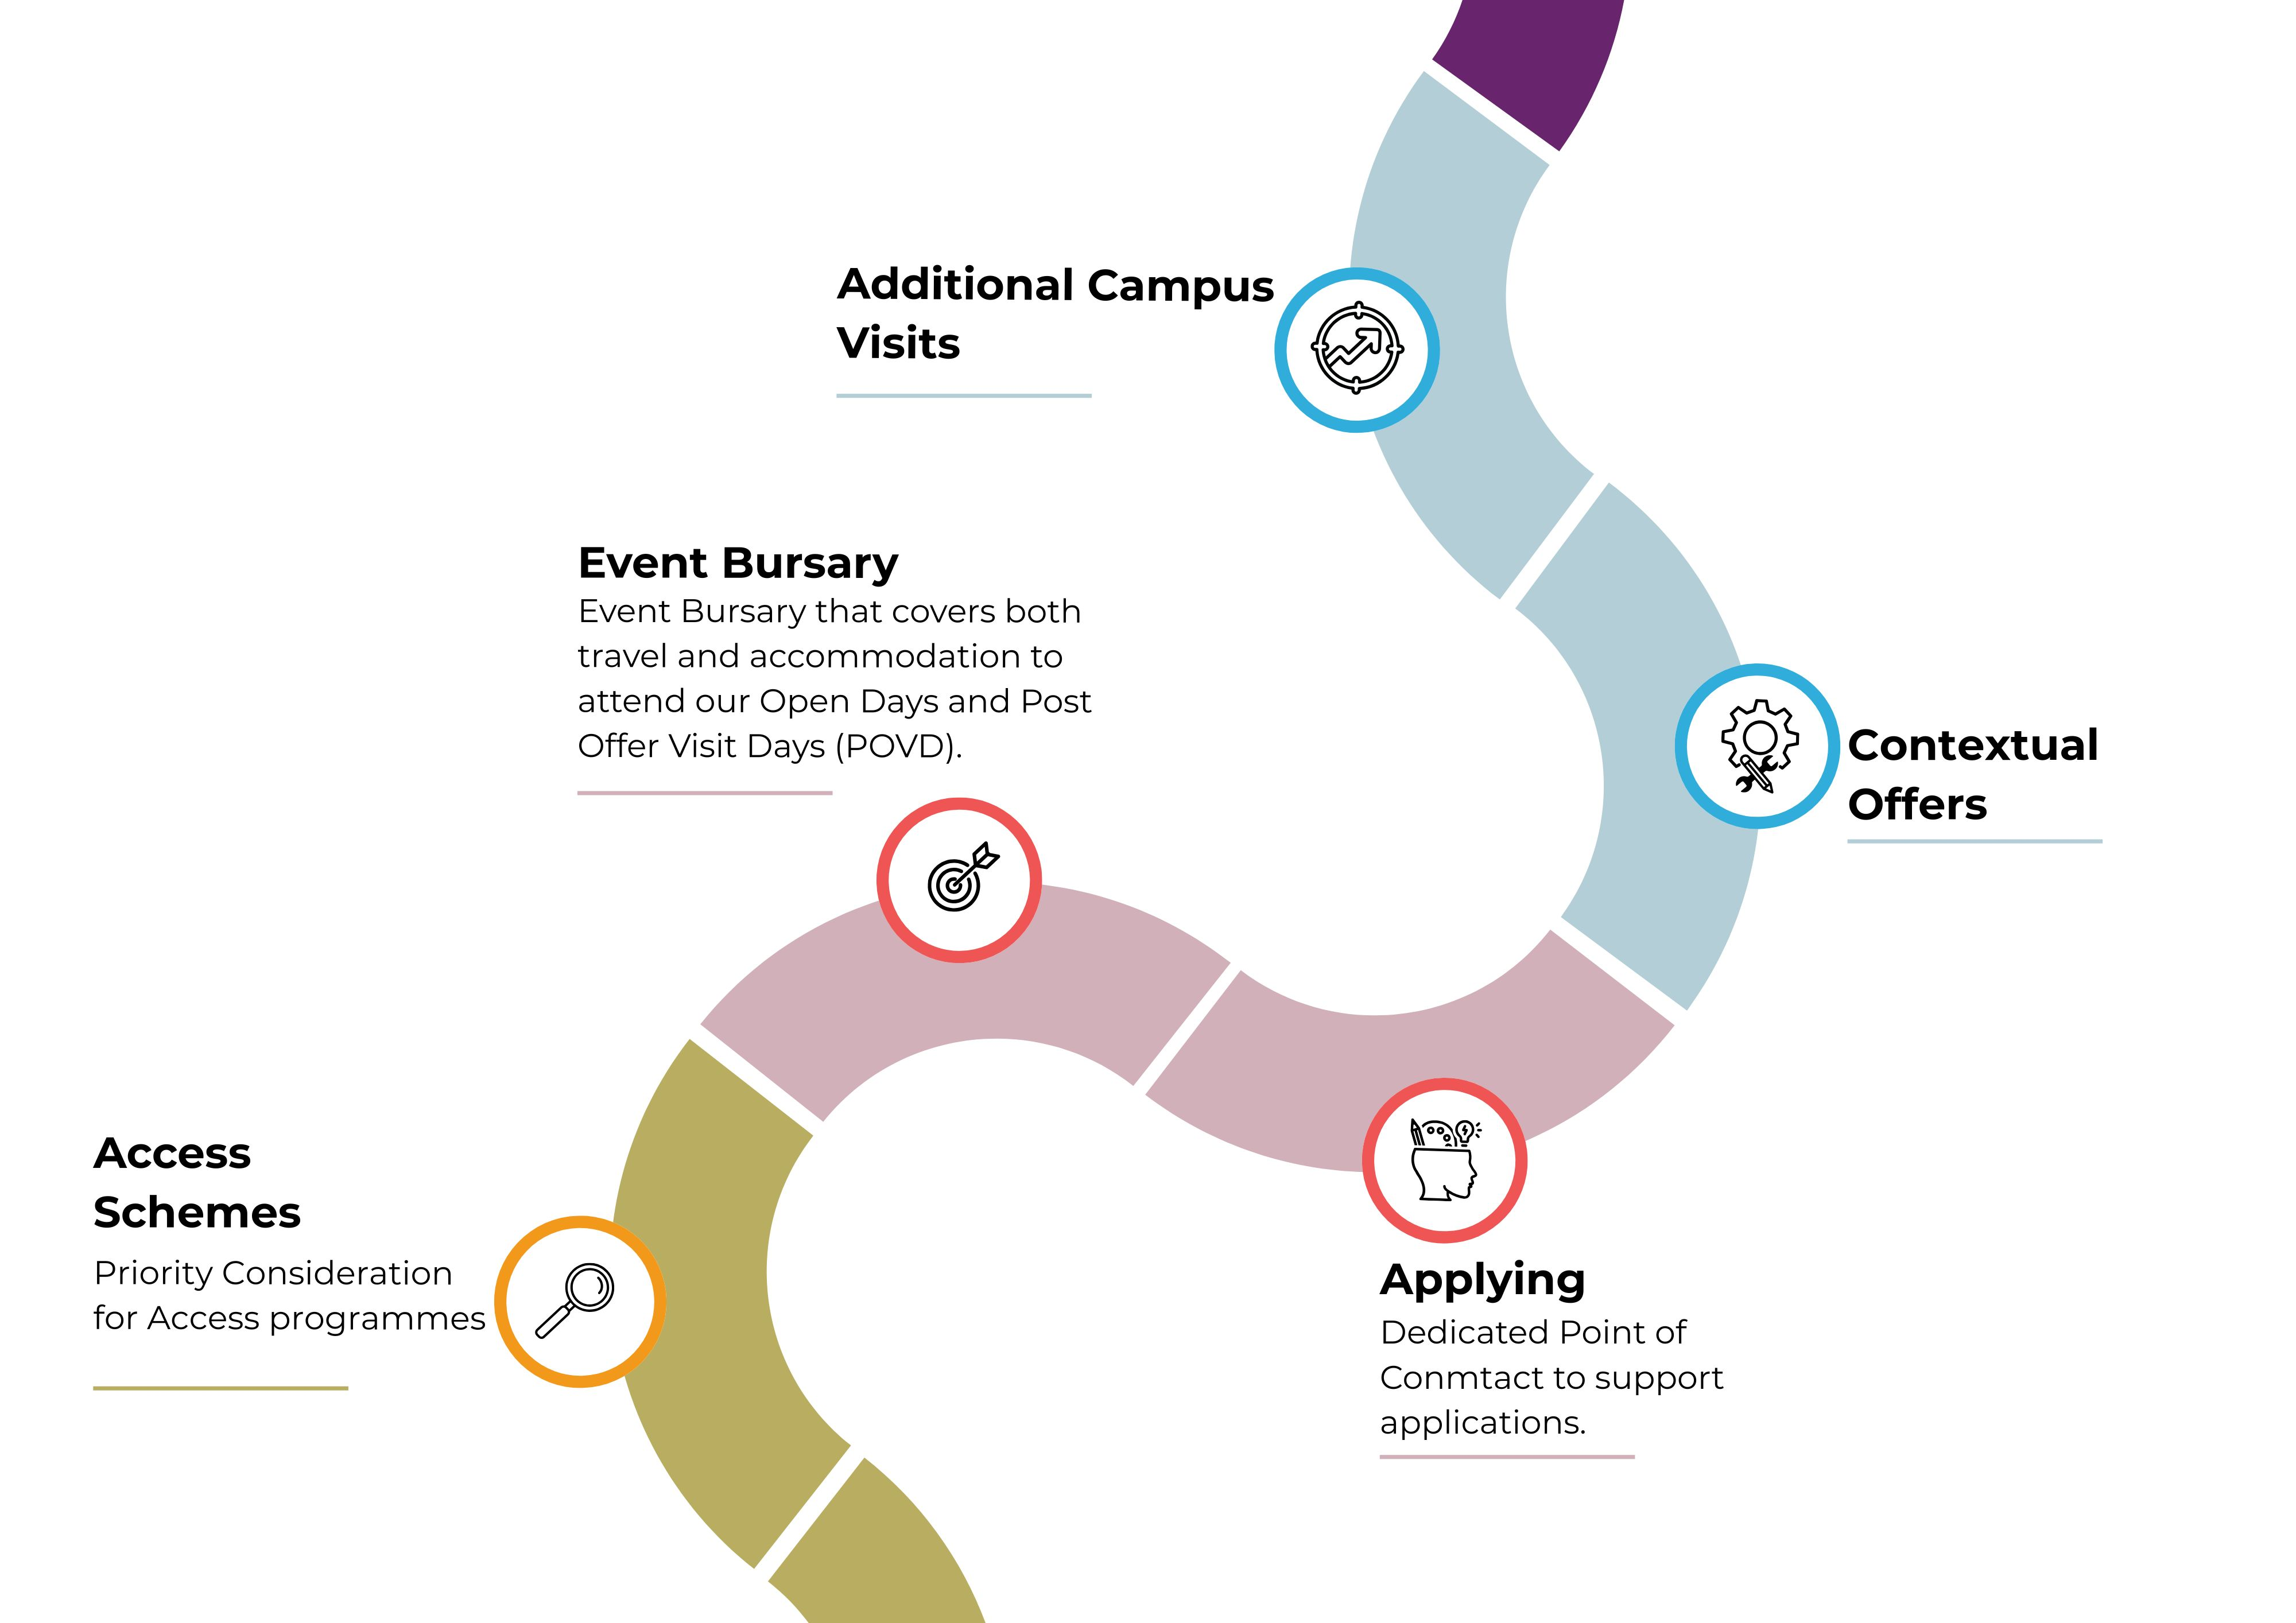 Additional Campus
Visits
Event Bursary
Event Bursary that covers both
travel and accommodation to
attend our Open Days and Post
Offer Visit Days (POVD).
Contextual
Offers
Access
Schemes
Priority Consideration
for Access programmes
Applying
Dedicated Point of
Conmtact to support
applications.